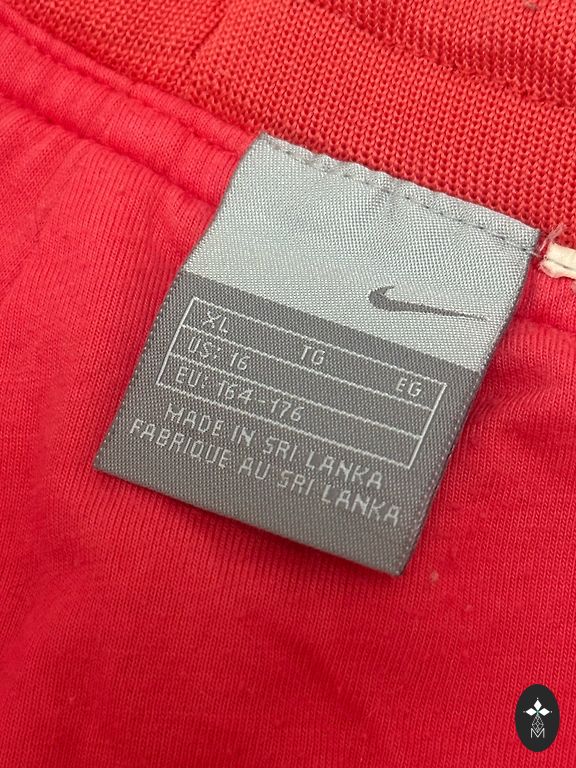 XL TG EG
US: 16
EU: 164-176
MADE IN SRI LANKA
FABRIQUE AU SRI LANKA
M